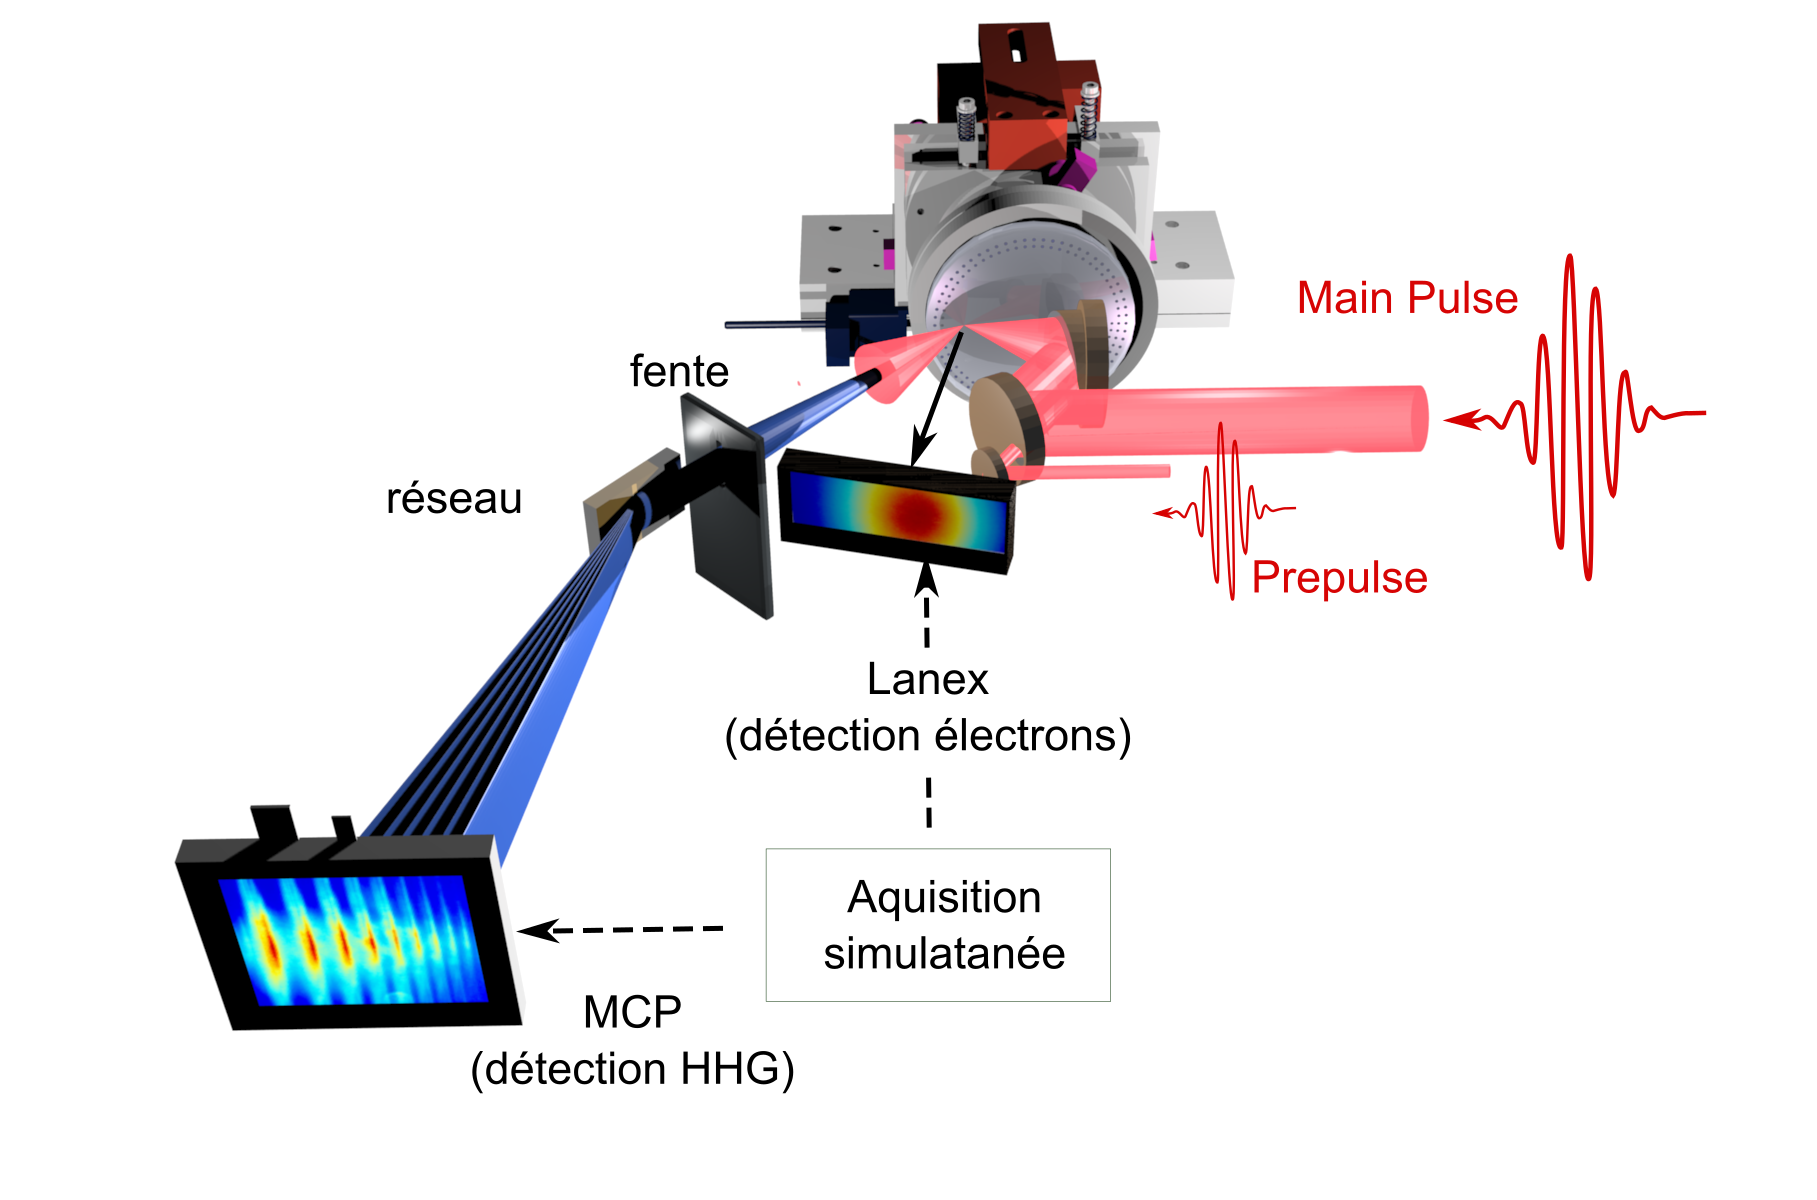 Main Pulse
fente
réseau
Prepulse
Lanex
(détection électrons)
Aquisition
simulatanée
MCP
(détection HHG)